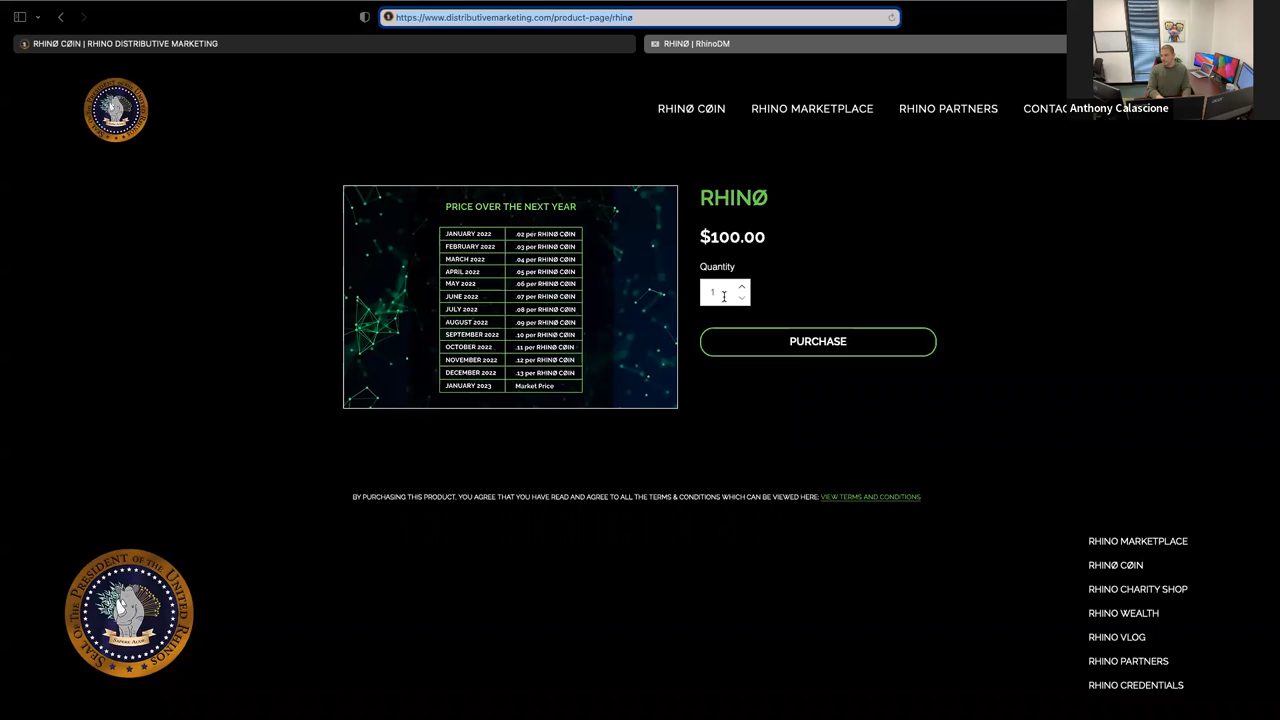 https://www.distributivemarketing.com/product-page/rhinø
RHINØ CØIN | RHINO DISTRIBUTIVE MARKETING
RHINØ | RhinoDM
RHINØ CØIN
RHINO MARKETPLACE
RHINO PARTNERS
CONTAC
Anthony Calascione
PRICE OVER THE NEXT YEAR
JANUARY 2022 .02 per RHINØ CØIN
FEBRUARY 2022 .03 per RHINØ CØIN
MARCH 2022 .04 per RHINØ CØIN
APRIL 2022 .05 per RHINØ CØIN
MAY 2022 .06 per RHINØ CØIN
JUNE 2022 .07 per RHINØ CØIN
JULY 2022 .08 per RHINØ CØIN
AUGUST 2022 .09 per RHINØ CØIN
SEPTEMBER 2022 .10 per RHINØ CØIN
OCTOBER 2022 .11 per RHINØ CØIN
NOVEMBER 2022 .12 per RHINØ CØIN
DECEMBER 2022 .13 per RHINØ CØIN
JANUARY 2023 Market Price
RHINØ
$100.00
Quantity
1
PURCHASE
BY PURCHASING THIS PRODUCT, YOU AGREE THAT YOU HAVE READ AND AGREE TO ALL THE TERMS & CONDITIONS WHICH CAN BE VIEWED HERE: VIEW TERMS AND CONDITIONS
SEAL OF THE PRESIDENT OF THE UNITED RHINOS
SAPERE AUDE
RHINO MARKETPLACE
RHINØ CØIN
RHINO CHARITY SHOP
RHINO WEALTH
RHINO VLOG
RHINO PARTNERS
RHINO CREDENTIALS